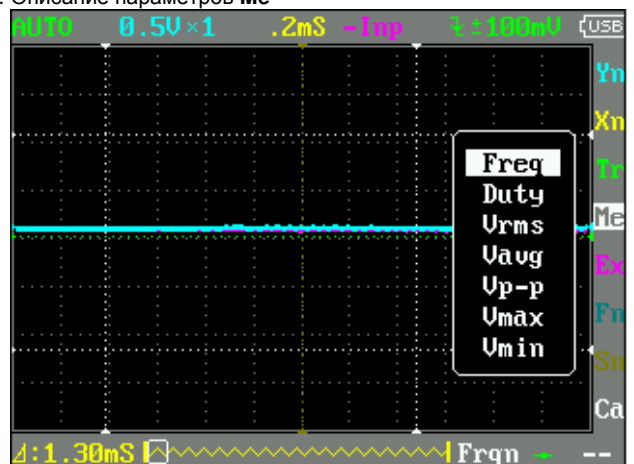 . Описание параметров Me
AUTO 0.5V×1 .2mS -Inp ±100mV USB
Yn
Xn
Tr
Me
Ex
Fn
Sn
Ca
Freq
Duty
Vrms
Vavg
Vp-p
Vmax
Vmin
⊿:1.30mS Frqn --